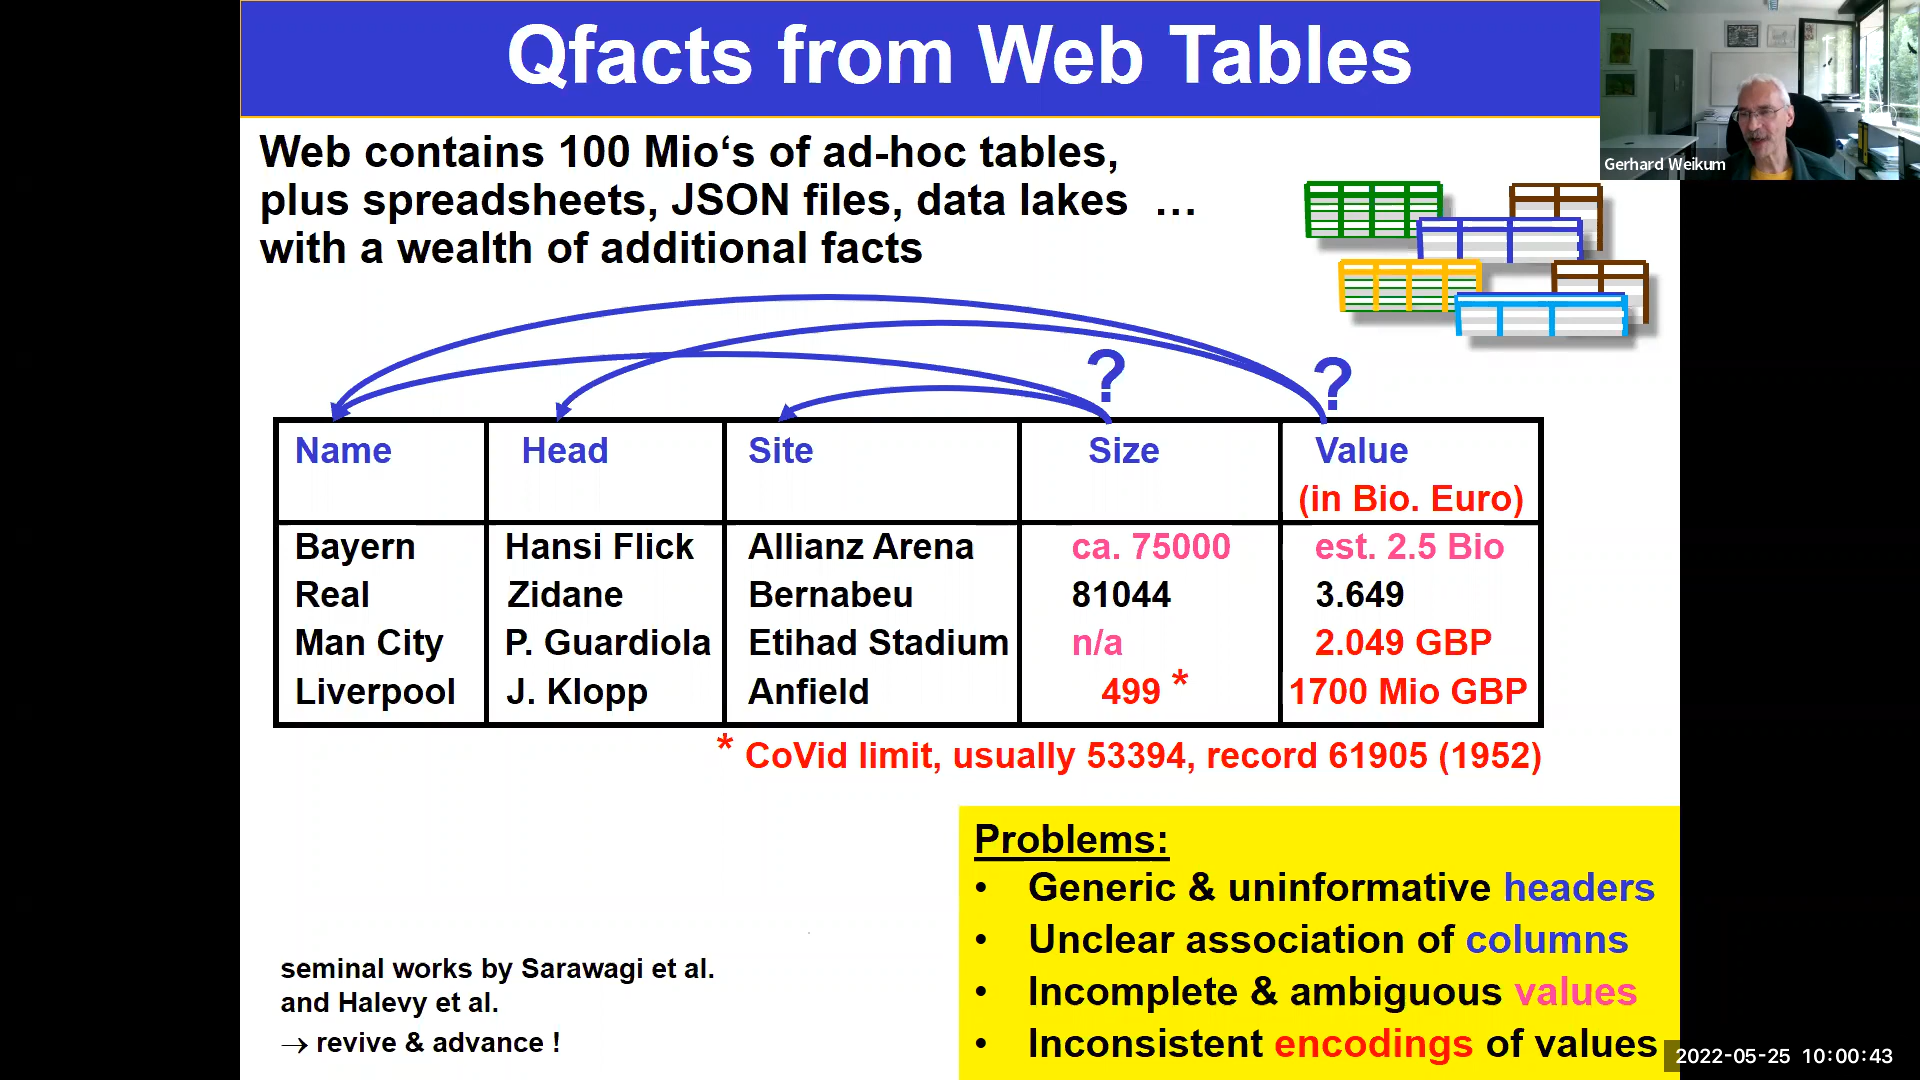 Qfacts from Web Tables
Gerhard Weikum
Web contains 100 Mio‘s of ad-hoc tables,
plus spreadsheets, JSON files, data lakes …
with a wealth of additional facts
? ?
Name Head Site Size Value
(in Bio. Euro)
Bayern Hansi Flick Allianz Arena ca. 75000 est. 2.5 Bio
Real Zidane Bernabeu 81044 3.649
Man City P. Guardiola Etihad Stadium n/a 2.049 GBP
Liverpool J. Klopp Anfield 499 * 1700 Mio GBP
* CoVid limit, usually 53394, record 61905 (1952)
Problems:
• Generic & uninformative headers
• Unclear association of columns
• Incomplete & ambiguous values
• Inconsistent encodings of values
seminal works by Sarawagi et al.
and Halevy et al.
→ revive & advance !
2022-05-25 10:00:43